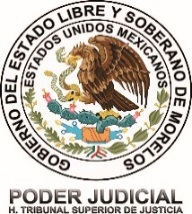 GOBIERNO DEL ESTADO LIBRE Y SOBERANO DE MORELOS
ESTADOS UNIDOS MEXICANOS
PODER JUDICIAL
H. TRIBUNAL SUPERIOR DE JUSTICIA